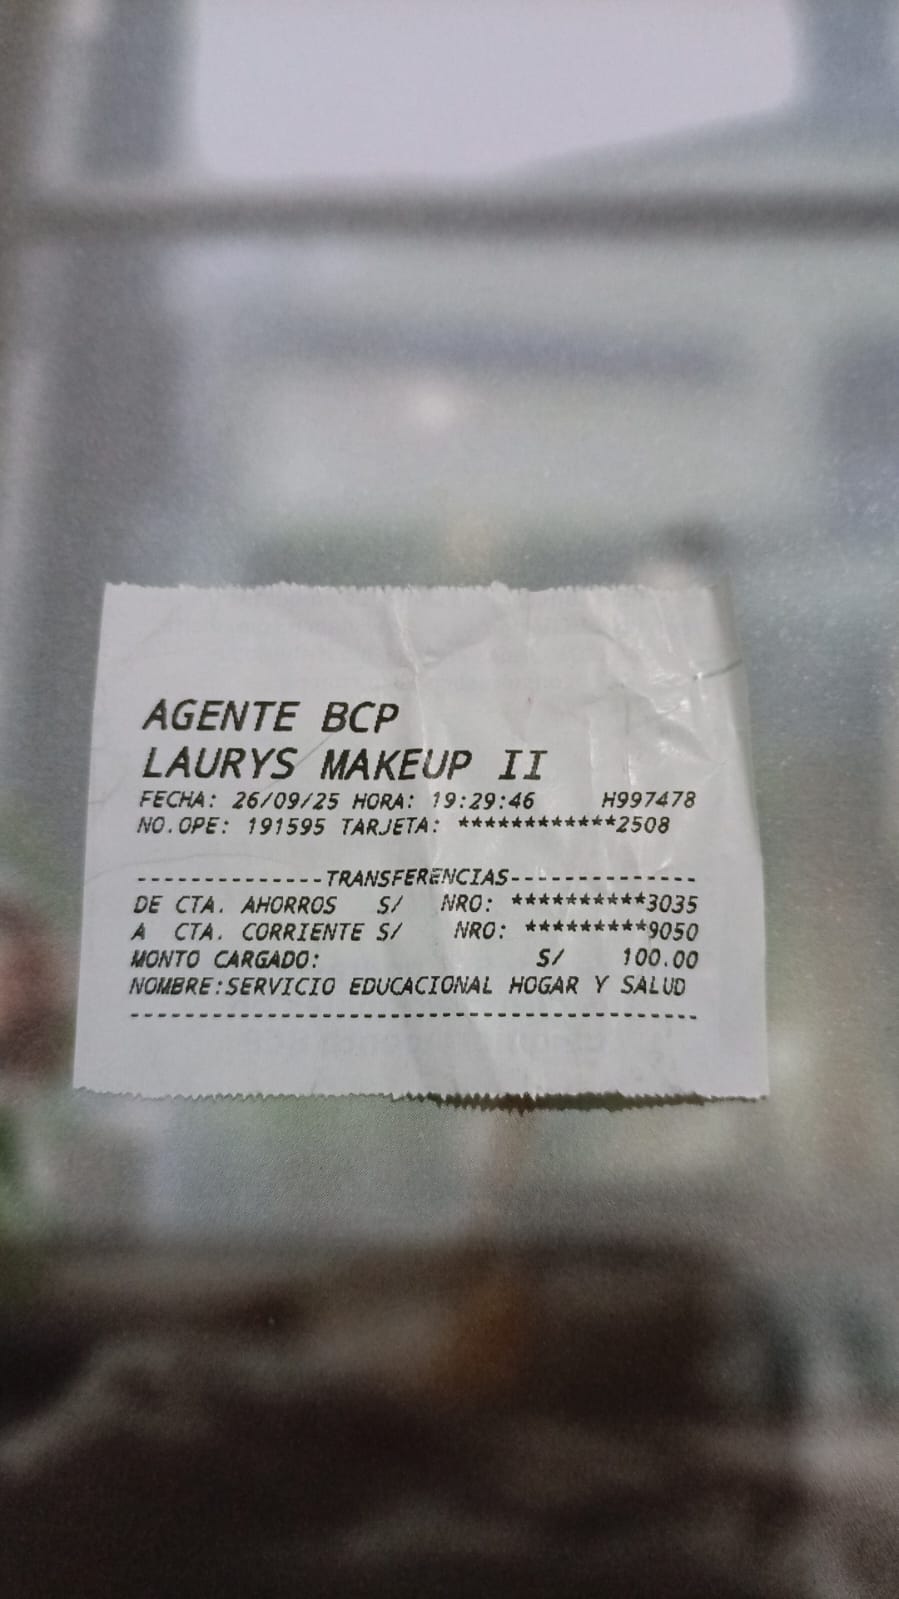 AGENTE BCP
LAURYS MAKEUP II
FECHA: 26/09/25 HORA: 19:29:46 H997478
NO.OPE: 191595 TARJETA: ************2508
--------------TRANSFERENCIAS--------------
DE CTA. AHORROS S/ NRO: **********3035
A CTA. CORRIENTE S/ NRO: *********9050
MONTO CARGADO: S/ 100.00
NOMBRE:SERVICIO EDUCACIONAL HOGAR Y SALUD
------------------------------------------